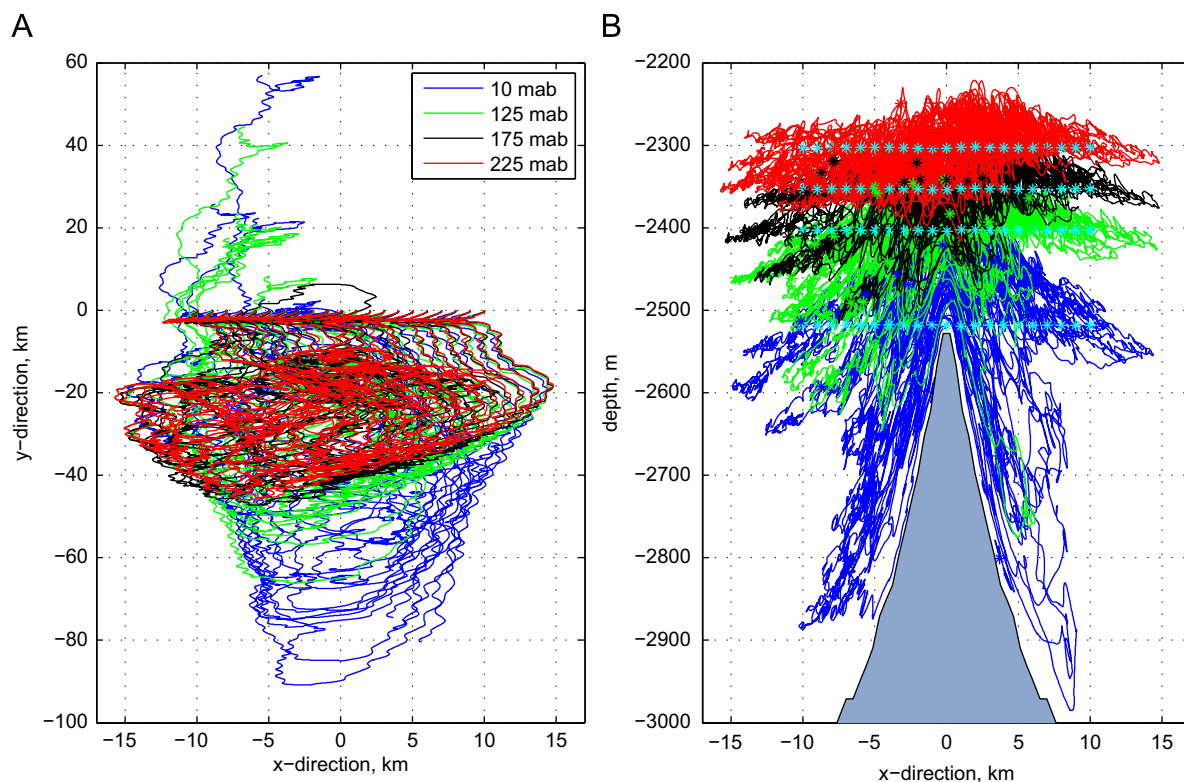 A
60
40
20
0
−20
−40
−60
−80
−100
y−direction, km
−15 −10 −5 0 5 10 15
x−direction, km
10 mab
125 mab
175 mab
225 mab
B
−2200
−2300
−2400
−2500
−2600
−2700
−2800
−2900
−3000
depth, m
−15 −10 −5 0 5 10 15
x−direction, km